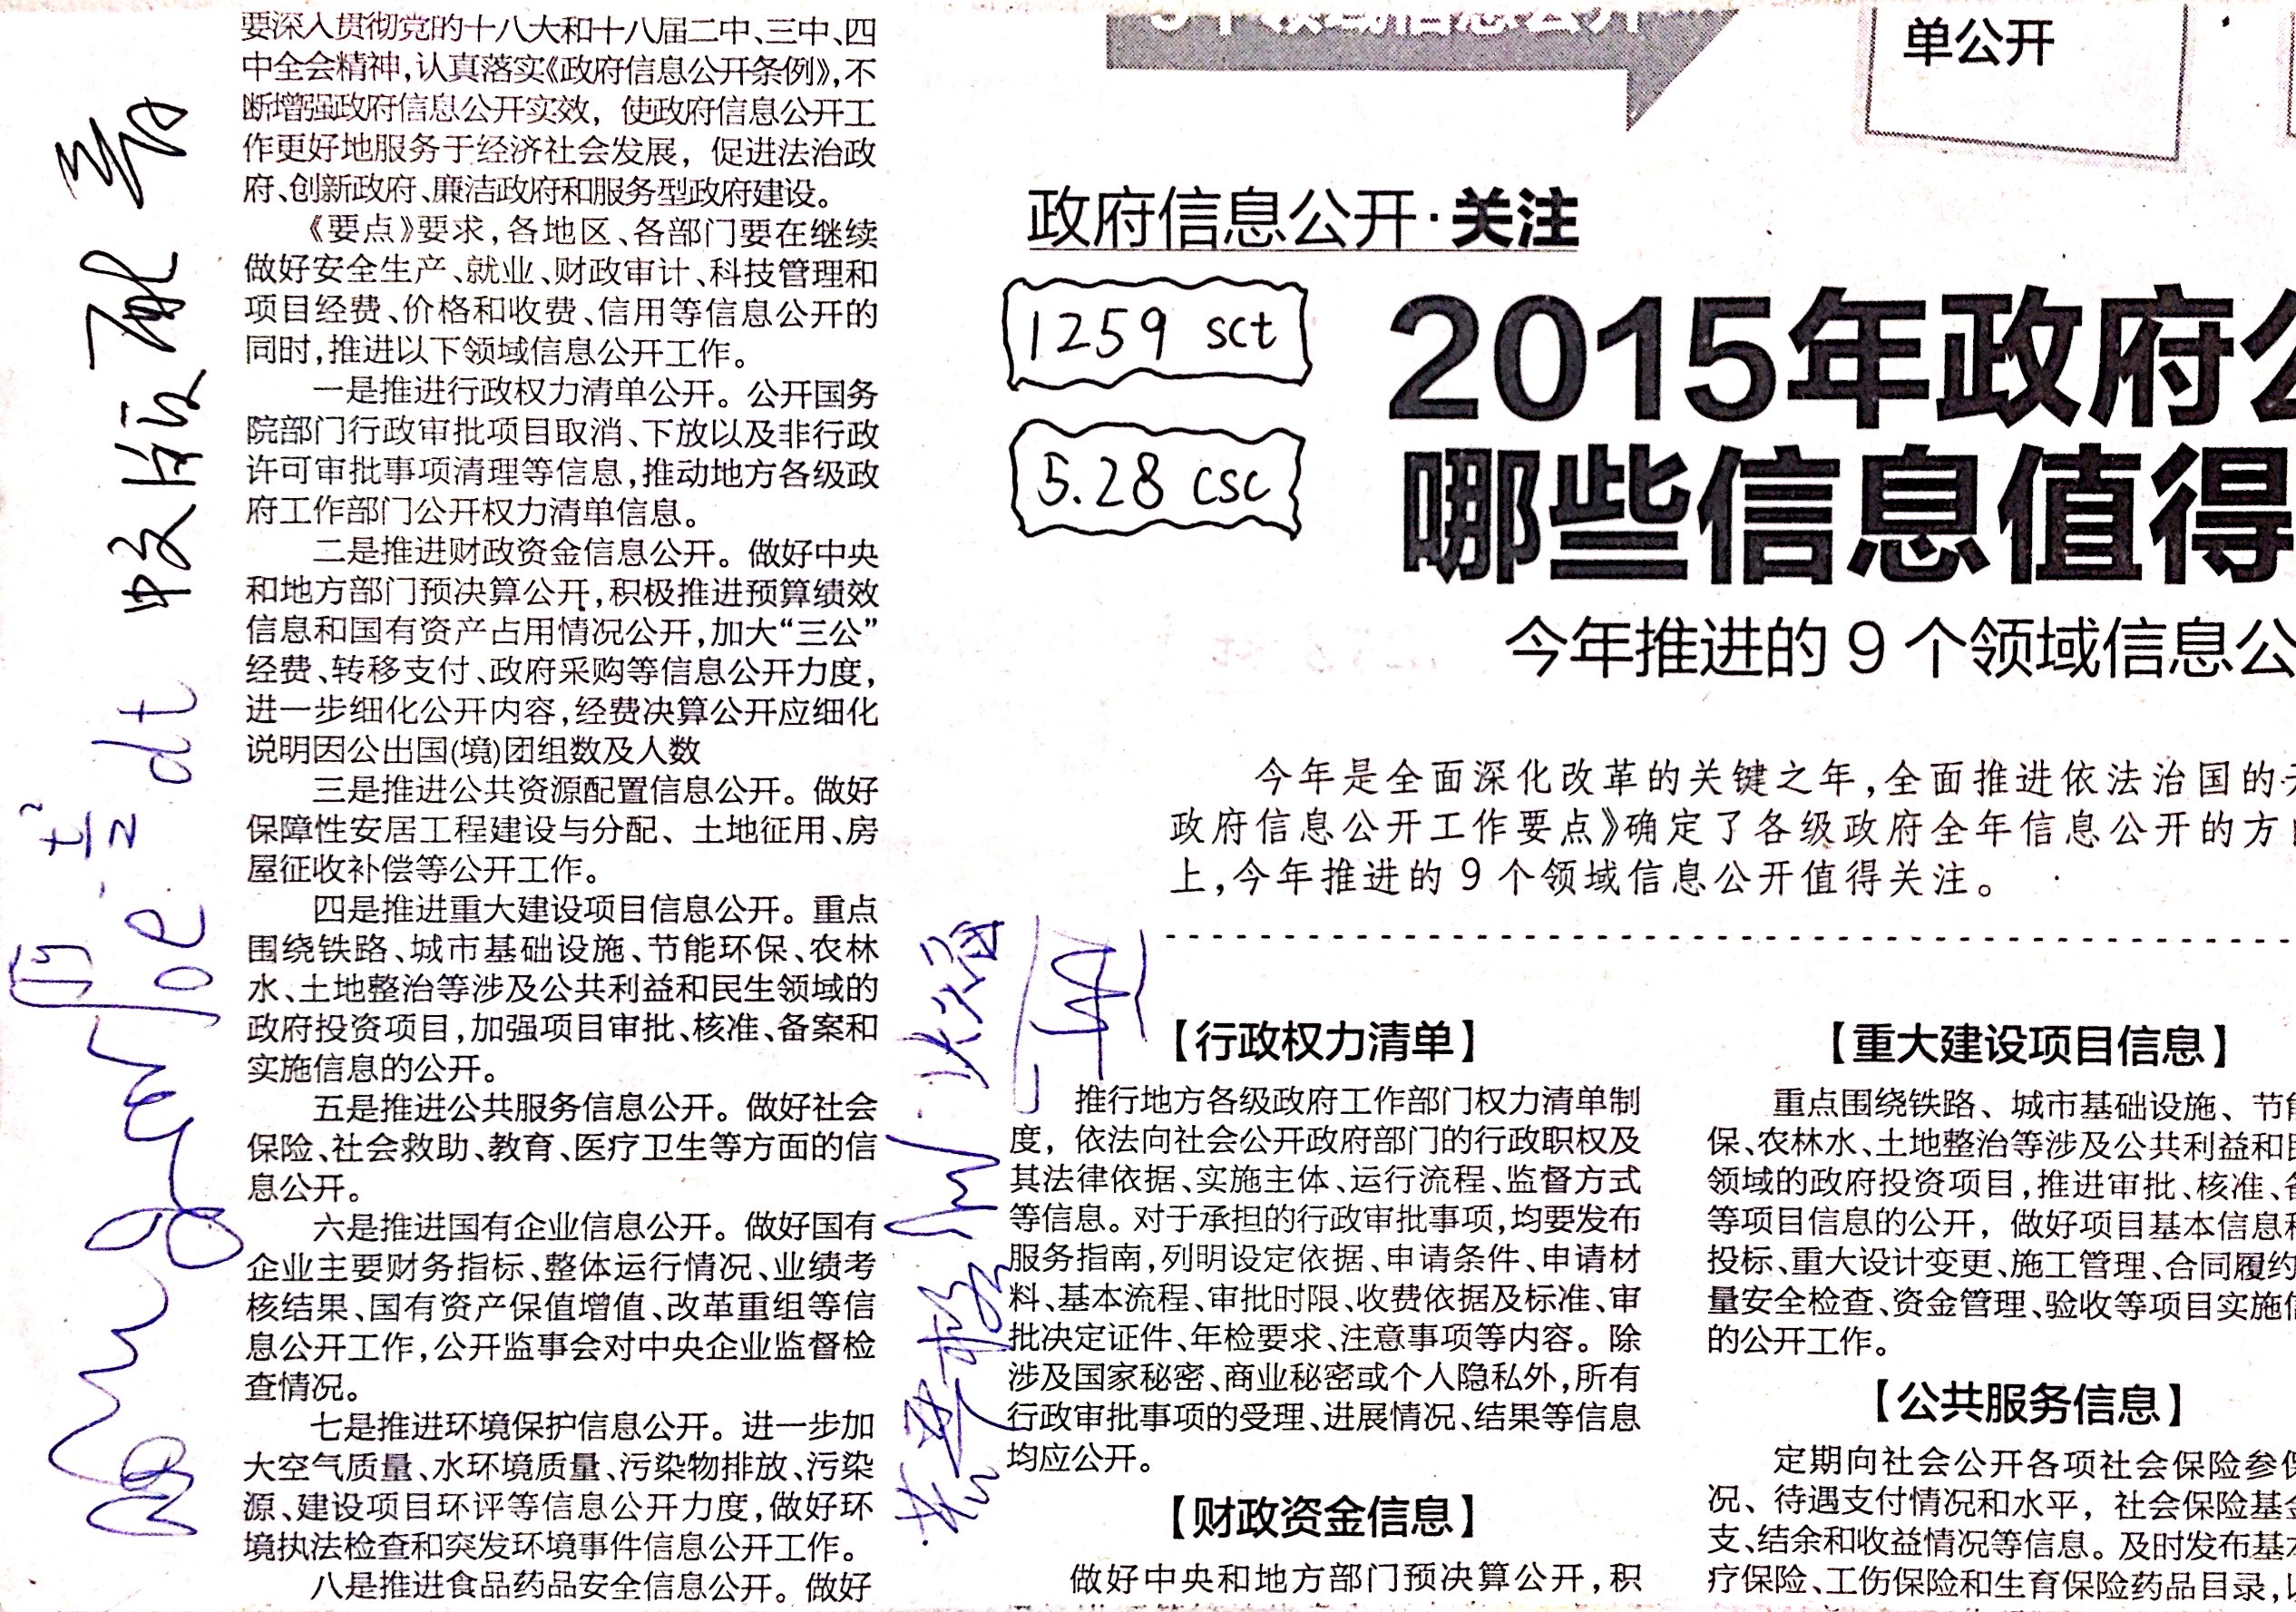 要深入贯彻党的十八大和十八届二中、三中、四
中全会精神,认真落实《政府信息公开条例》,不
断增强政府信息公开实效，使政府信息公开工
作更好地服务于经济社会发展，促进法治政
府、创新政府、廉洁政府和服务型政府建设。
《要点》要求,各地区、各部门要在继续
做好安全生产、就业、财政审计、科技管理和
项目经费、价格和收费、信用等信息公开的
同时,推进以下领域信息公开工作。
一是推进行政权力清单公开。公开国务
院部门行政审批项目取消、下放以及非行政
许可审批事项清理等信息,推动地方各级政
府工作部门公开权力清单信息。
二是推进财政资金信息公开。做好中央
和地方部门预决算公开,积极推进预算绩效
信息和国有资产占用情况公开,加大“三公”
经费、转移支付、政府采购等信息公开力度,
进一步细化公开内容,经费决算公开应细化
说明因公出国(境)团组数及人数
三是推进公共资源配置信息公开。做好
保障性安居工程建设与分配、土地征用、房
屋征收补偿等公开工作。
四是推进重大建设项目信息公开。重点
围绕铁路、城市基础设施、节能环保、农林
水、土地整治等涉及公共利益和民生领域的
政府投资项目,加强项目审批、核准、备案和
实施信息的公开。
五是推进公共服务信息公开。做好社会
保险、社会救助、教育、医疗卫生等方面的信
息公开。
六是推进国有企业信息公开。做好国有
企业主要财务指标、整体运行情况、业绩考
核结果、国有资产保值增值、改革重组等信
息公开工作,公开监事会对中央企业监督检
查情况。
七是推进环境保护信息公开。进一步加
大空气质量、水环境质量、污染物排放、污染
源、建设项目环评等信息公开力度,做好环
境执法检查和突发环境事件信息公开工作。
八是推进食品药品安全信息公开。做好
dt
9个领域信息公开
单公开
政府信息公开·关注
1259 sct
5.28 csc
2015年政府公
哪些信息值得
今年推进的9个领域信息公
今年是全面深化改革的关键之年,全面推进依法治国的
政府信息公开工作要点》确定了各级政府全年信息公开的方
上,今年推进的9个领域信息公开值得关注。
【行政权力清单】
推行地方各级政府工作部门权力清单制
度，依法向社会公开政府部门的行政职权及
其法律依据、实施主体、运行流程、监督方式
等信息。对于承担的行政审批事项,均要发布
服务指南,列明设定依据、申请条件、申请材
料、基本流程、审批时限、收费依据及标准、审
批决定证件、年检要求、注意事项等内容。除
涉及国家秘密、商业秘密或个人隐私外,所有
行政审批事项的受理、进展情况、结果等信息
均应公开。
【财政资金信息】
做好中央和地方部门预决算公开,积
【重大建设项目信息】
重点围绕铁路、城市基础设施、节能
保、农林水、土地整治等涉及公共利益和民
领域的政府投资项目,推进审批、核准、备
等项目信息的公开，做好项目基本信息和
投标、重大设计变更、施工管理、合同履约
量安全检查、资金管理、验收等项目实施信
的公开工作。
【公共服务信息】
定期向社会公开各项社会保险参保
况、待遇支付情况和水平，社会保险基金
支、结余和收益情况等信息。及时发布基本
疗保险、工伤保险和生育保险药品目录,以